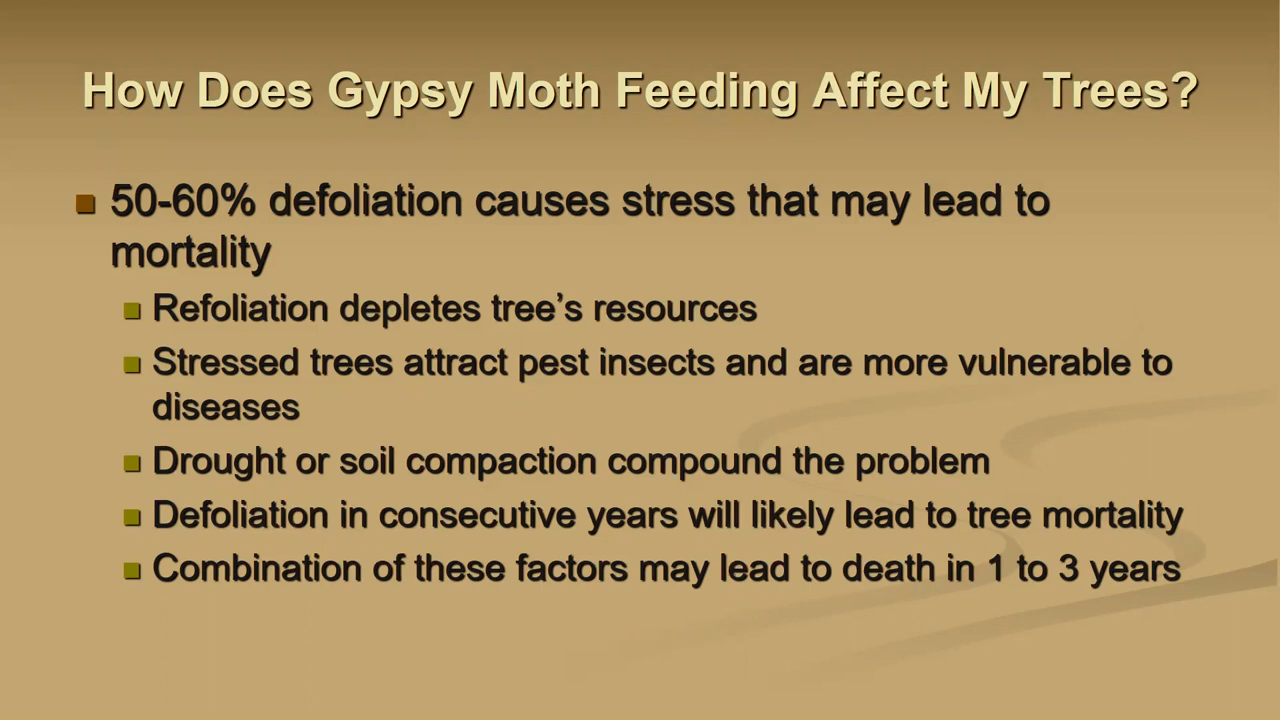 How Does Gypsy Moth Feeding Affect My Trees?
50-60% defoliation causes stress that may lead to
mortality
Refoliation depletes tree’s resources
Stressed trees attract pest insects and are more vulnerable to
diseases
Drought or soil compaction compound the problem
Defoliation in consecutive years will likely lead to tree mortality
Combination of these factors may lead to death in 1 to 3 years